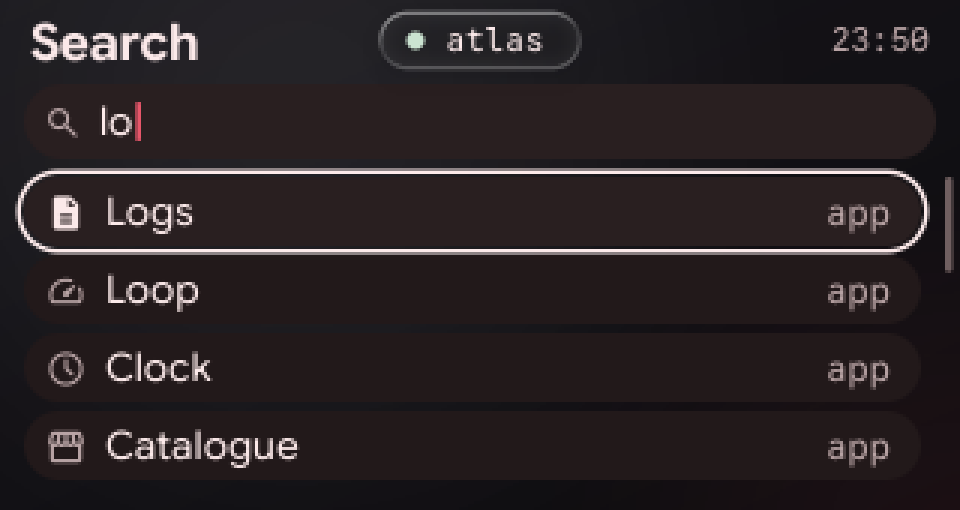 Search atlas 23:50
lo
Logs app
Loop app
Clock app
Catalogue app